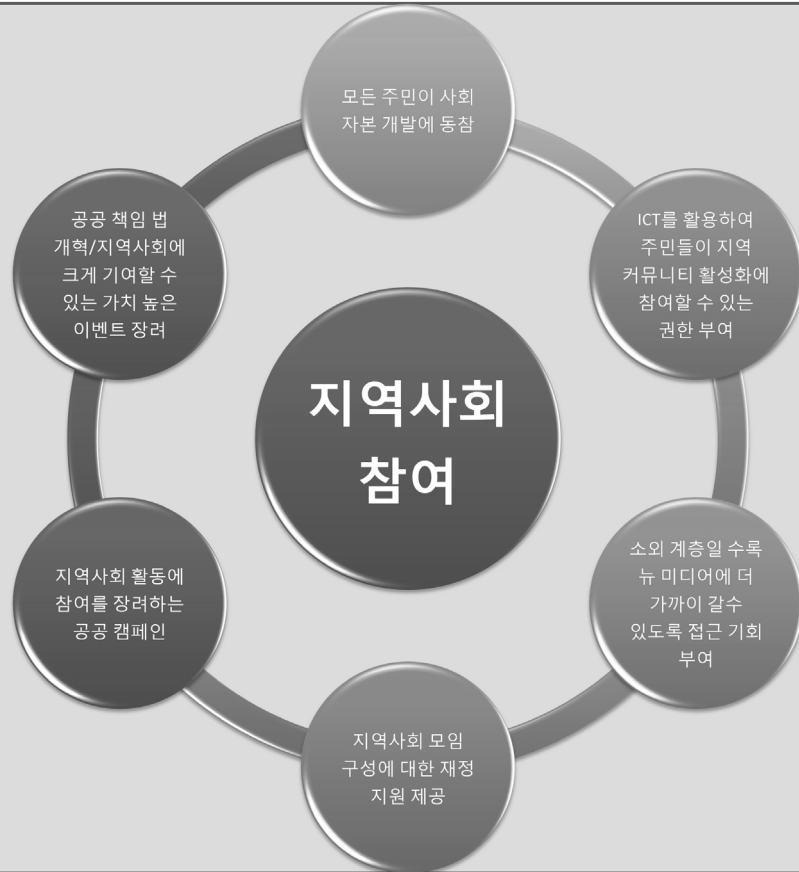 모든 주민이 사회
자본 개발에 동참
ICT를 활용하여
주민들이 지역
커뮤니티 활성화에
참여할 수 있는
권한 부여
소외 계층일 수록
뉴 미디어에 더
가까이 갈수
있도록 접근 기회
부여
지역사회 모임
구성에 대한 재정
지원 제공
지역사회 활동에
참여를 장려하는
공공 캠페인
공공 책임 법
개혁/지역사회에
크게 기여할 수
있는 가치 높은
이벤트 장려
지역사회
참여